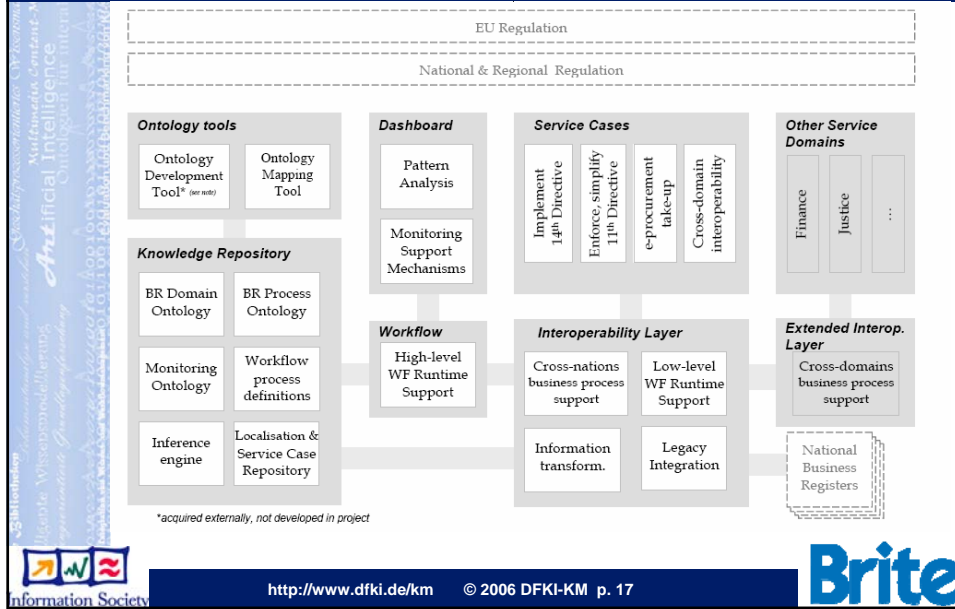 EU Regulation
National & Regional Regulation
Ontology tools
Ontology
Development
Tool* (see note)
Ontology
Mapping
Tool
Dashboard
Pattern
Analysis
Monitoring
Support
Mechanisms
Service Cases
Implement
14th Directive
Enforce, simplify
11th Directive
e-procurement
take-up
Cross-domain
interoperability
Other Service
Domains
Finance
Justice
…
Knowledge Repository
BR Domain
Ontology
BR Process
Ontology
Monitoring
Ontology
Workflow
process
definitions
Inference
engine
Localisation &
Service Case
Repository
Workflow
High-level
WF Runtime
Support
Interoperability Layer
Cross-nations
business process
support
Low-level
WF Runtime
Support
Information
transform.
Legacy
Integration
Extended Interop.
Layer
Cross-domains
business process
support
National
Business
Registers
*acquired externally, not developed in project
Artificial Intelligence
Information Society
http://www.dfki.de/km © 2006 DFKI-KM p. 17
Brite